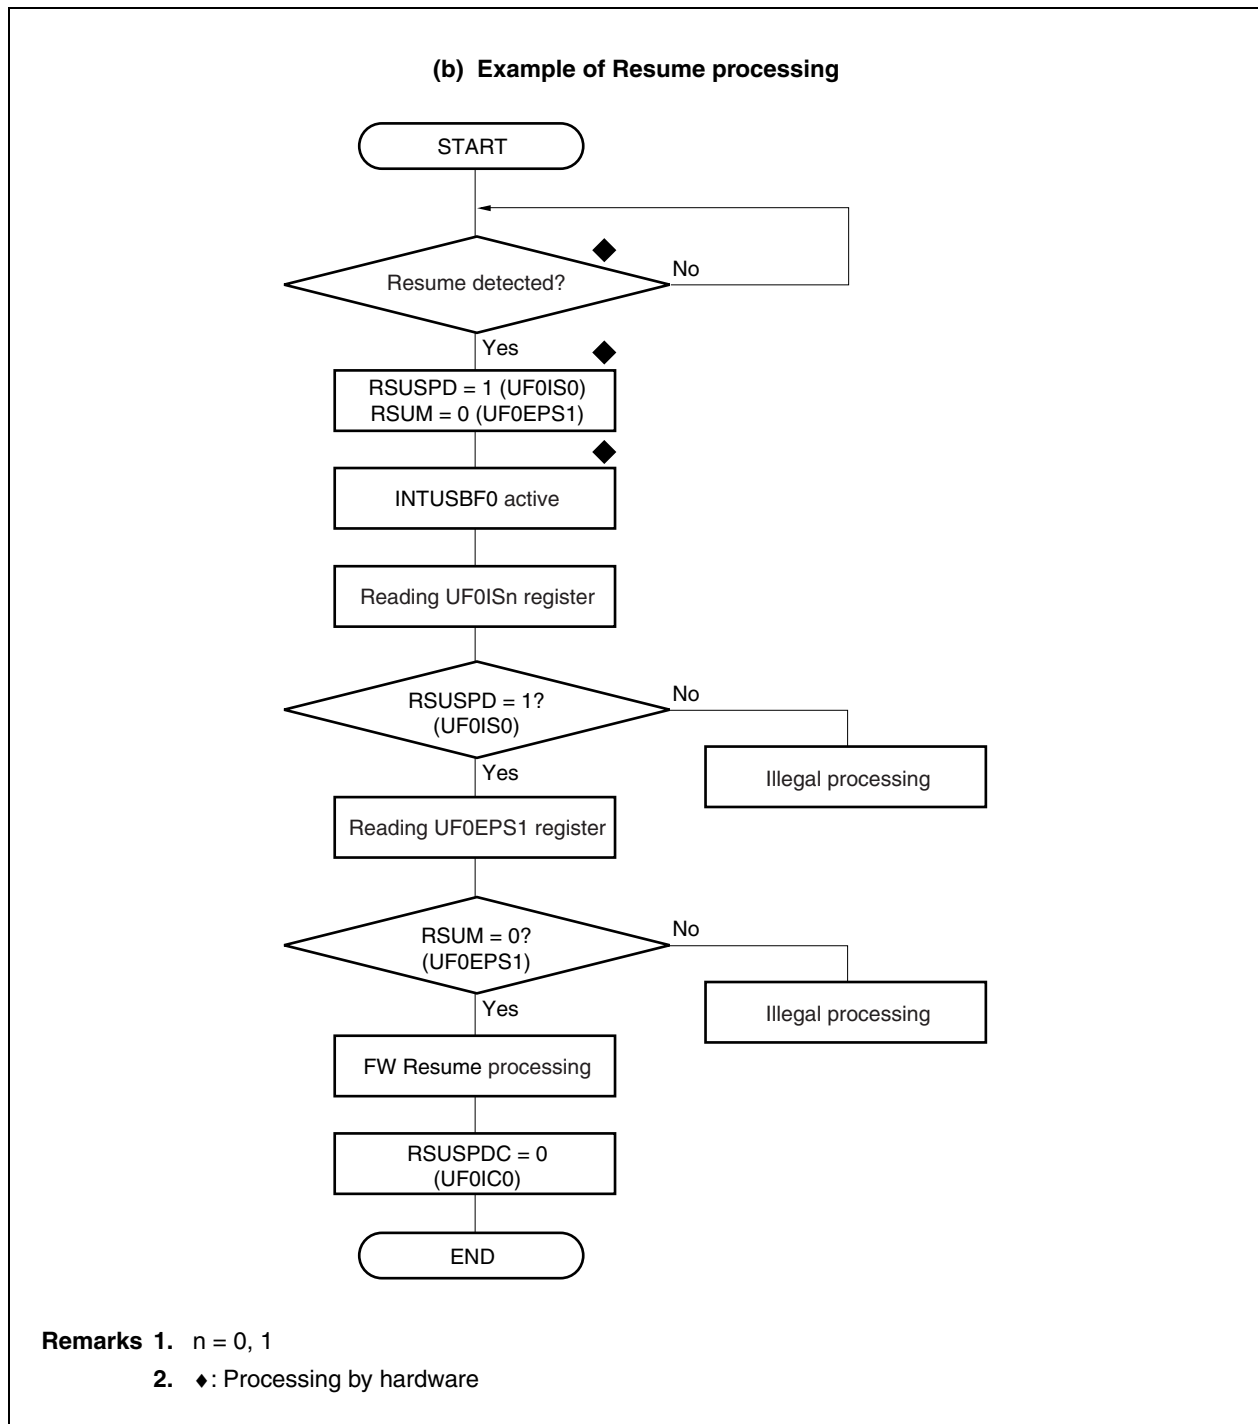 (b) Example of Resume processing
START
Resume detected?
No
Yes
RSUSPD = 1 (UF0IS0)
RSUM = 0 (UF0EPS1)
INTUSBF0 active
Reading UF0ISn register
RSUSPD = 1?
(UF0IS0)
No
Yes
Illegal processing
Reading UF0EPS1 register
RSUM = 0?
(UF0EPS1)
No
Yes
Illegal processing
FW Resume processing
RSUSPDC = 0
(UF0IC0)
END
Remarks 1. n = 0, 1
2. ♦: Processing by hardware